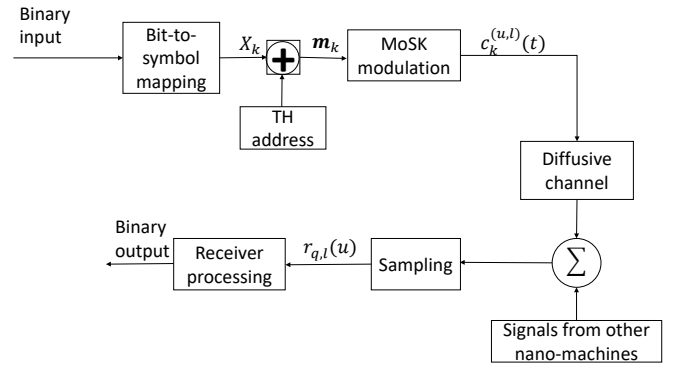 Binary
input
Bit-to-
symbol
mapping
X_k
+
m_k
MoSK
modulation
c_k^{(u,l)}(t)
TH
address
Diffusive
channel
Binary
output
Receiver
processing
r_{q,l}(u)
Sampling
∑
Signals from other
nano-machines